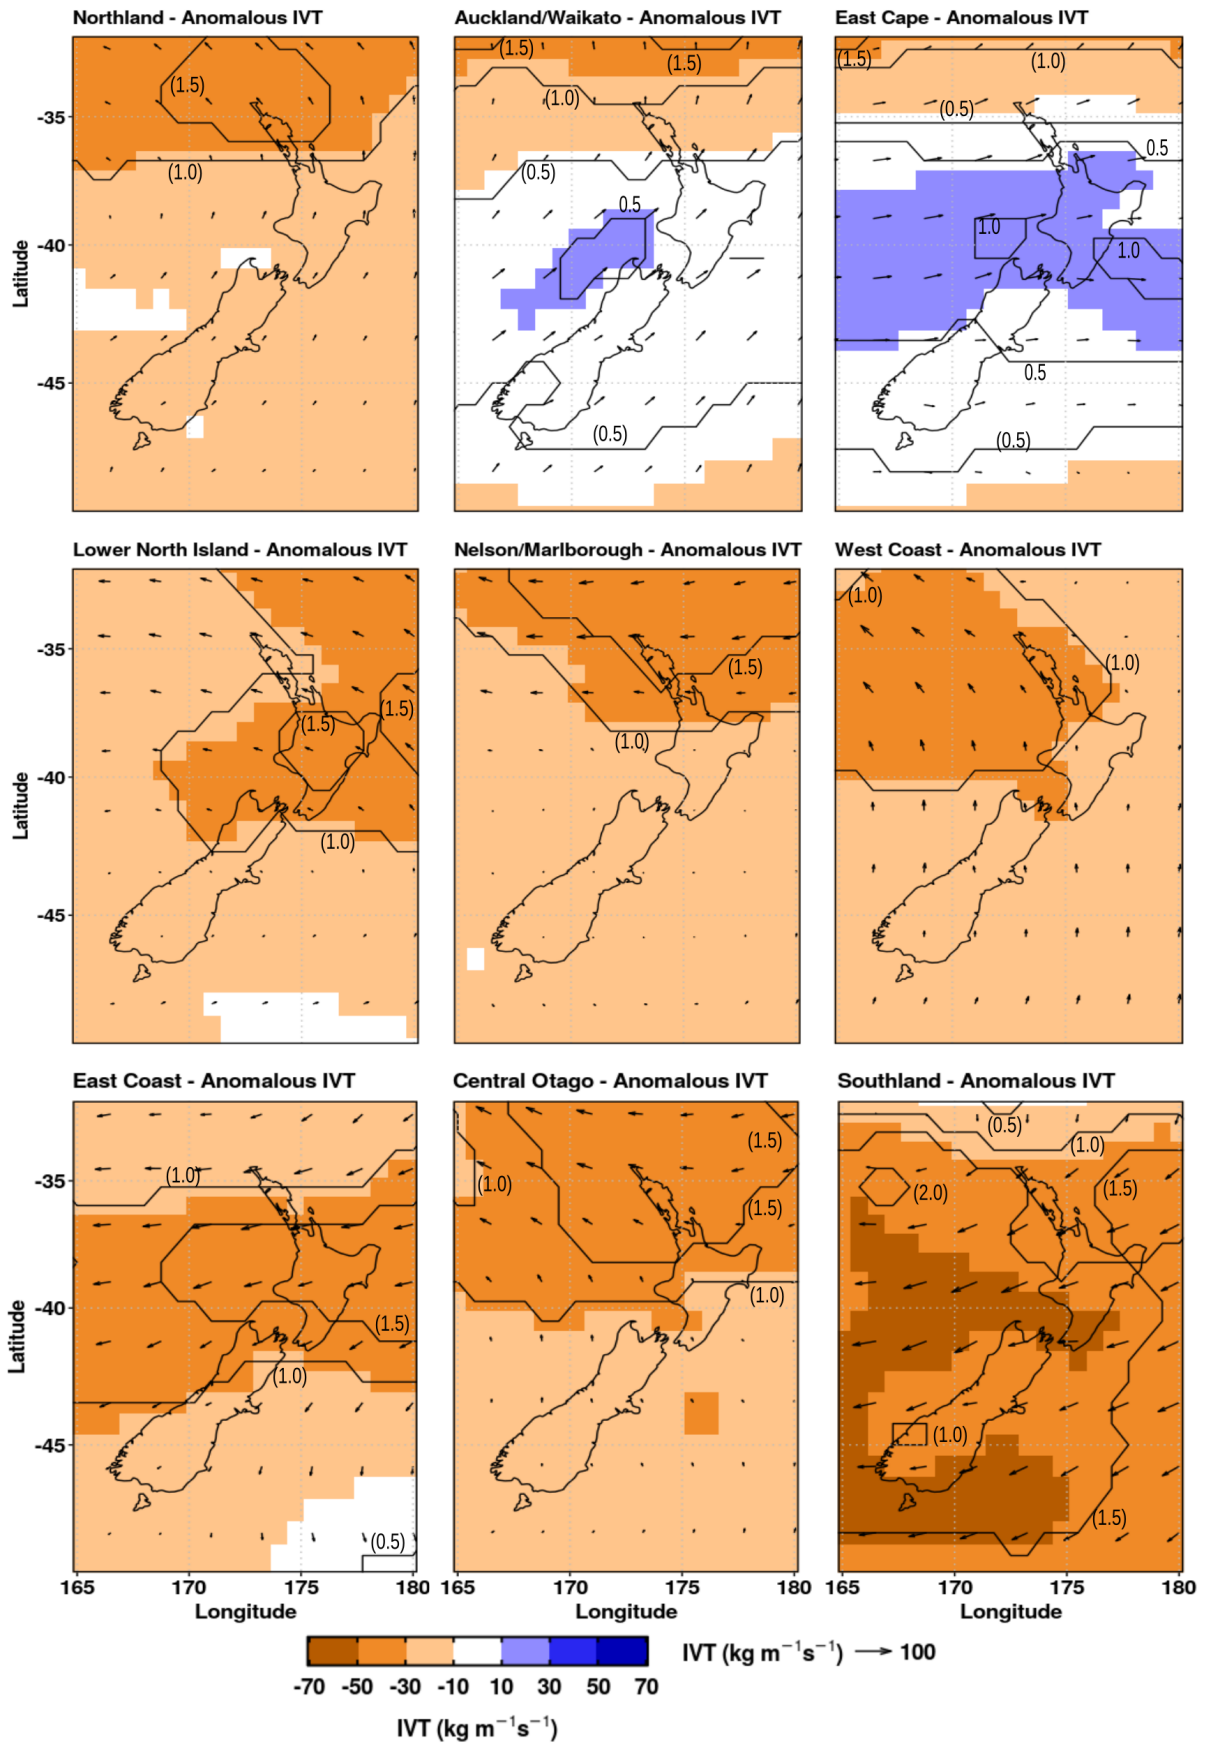 Northland - Anomalous IVT
Auckland/Waikato - Anomalous IVT
East Cape - Anomalous IVT
(1.5)
(1.0)
-35
-40
-45
Latitude
(1.5)
(1.5)
(1.0)
(0.5)
0.5
(0.5)
(1.5)
(1.0)
(0.5)
0.5
1.0
1.0
0.5
(0.5)
Lower North Island - Anomalous IVT
Nelson/Marlborough - Anomalous IVT
West Coast - Anomalous IVT
-35
-40
-45
Latitude
(1.5)
(1.5)
(1.0)
(1.5)
(1.0)
(1.0)
(1.0)
East Coast - Anomalous IVT
Central Otago - Anomalous IVT
Southland - Anomalous IVT
-35
-40
-45
Latitude
(1.0)
(1.5)
(1.0)
(0.5)
(1.5)
(1.0)
(1.5)
(1.0)
(0.5)
(1.0)
(2.0)
(1.5)
(1.0)
(1.5)
165 170 175 180
165 170 175 180
165 170 175 180
Longitude
Longitude
Longitude
-70 -50 -30 -10 10 30 50 70
IVT (kg m−1s−1)
IVT (kg m−1s−1) → 100